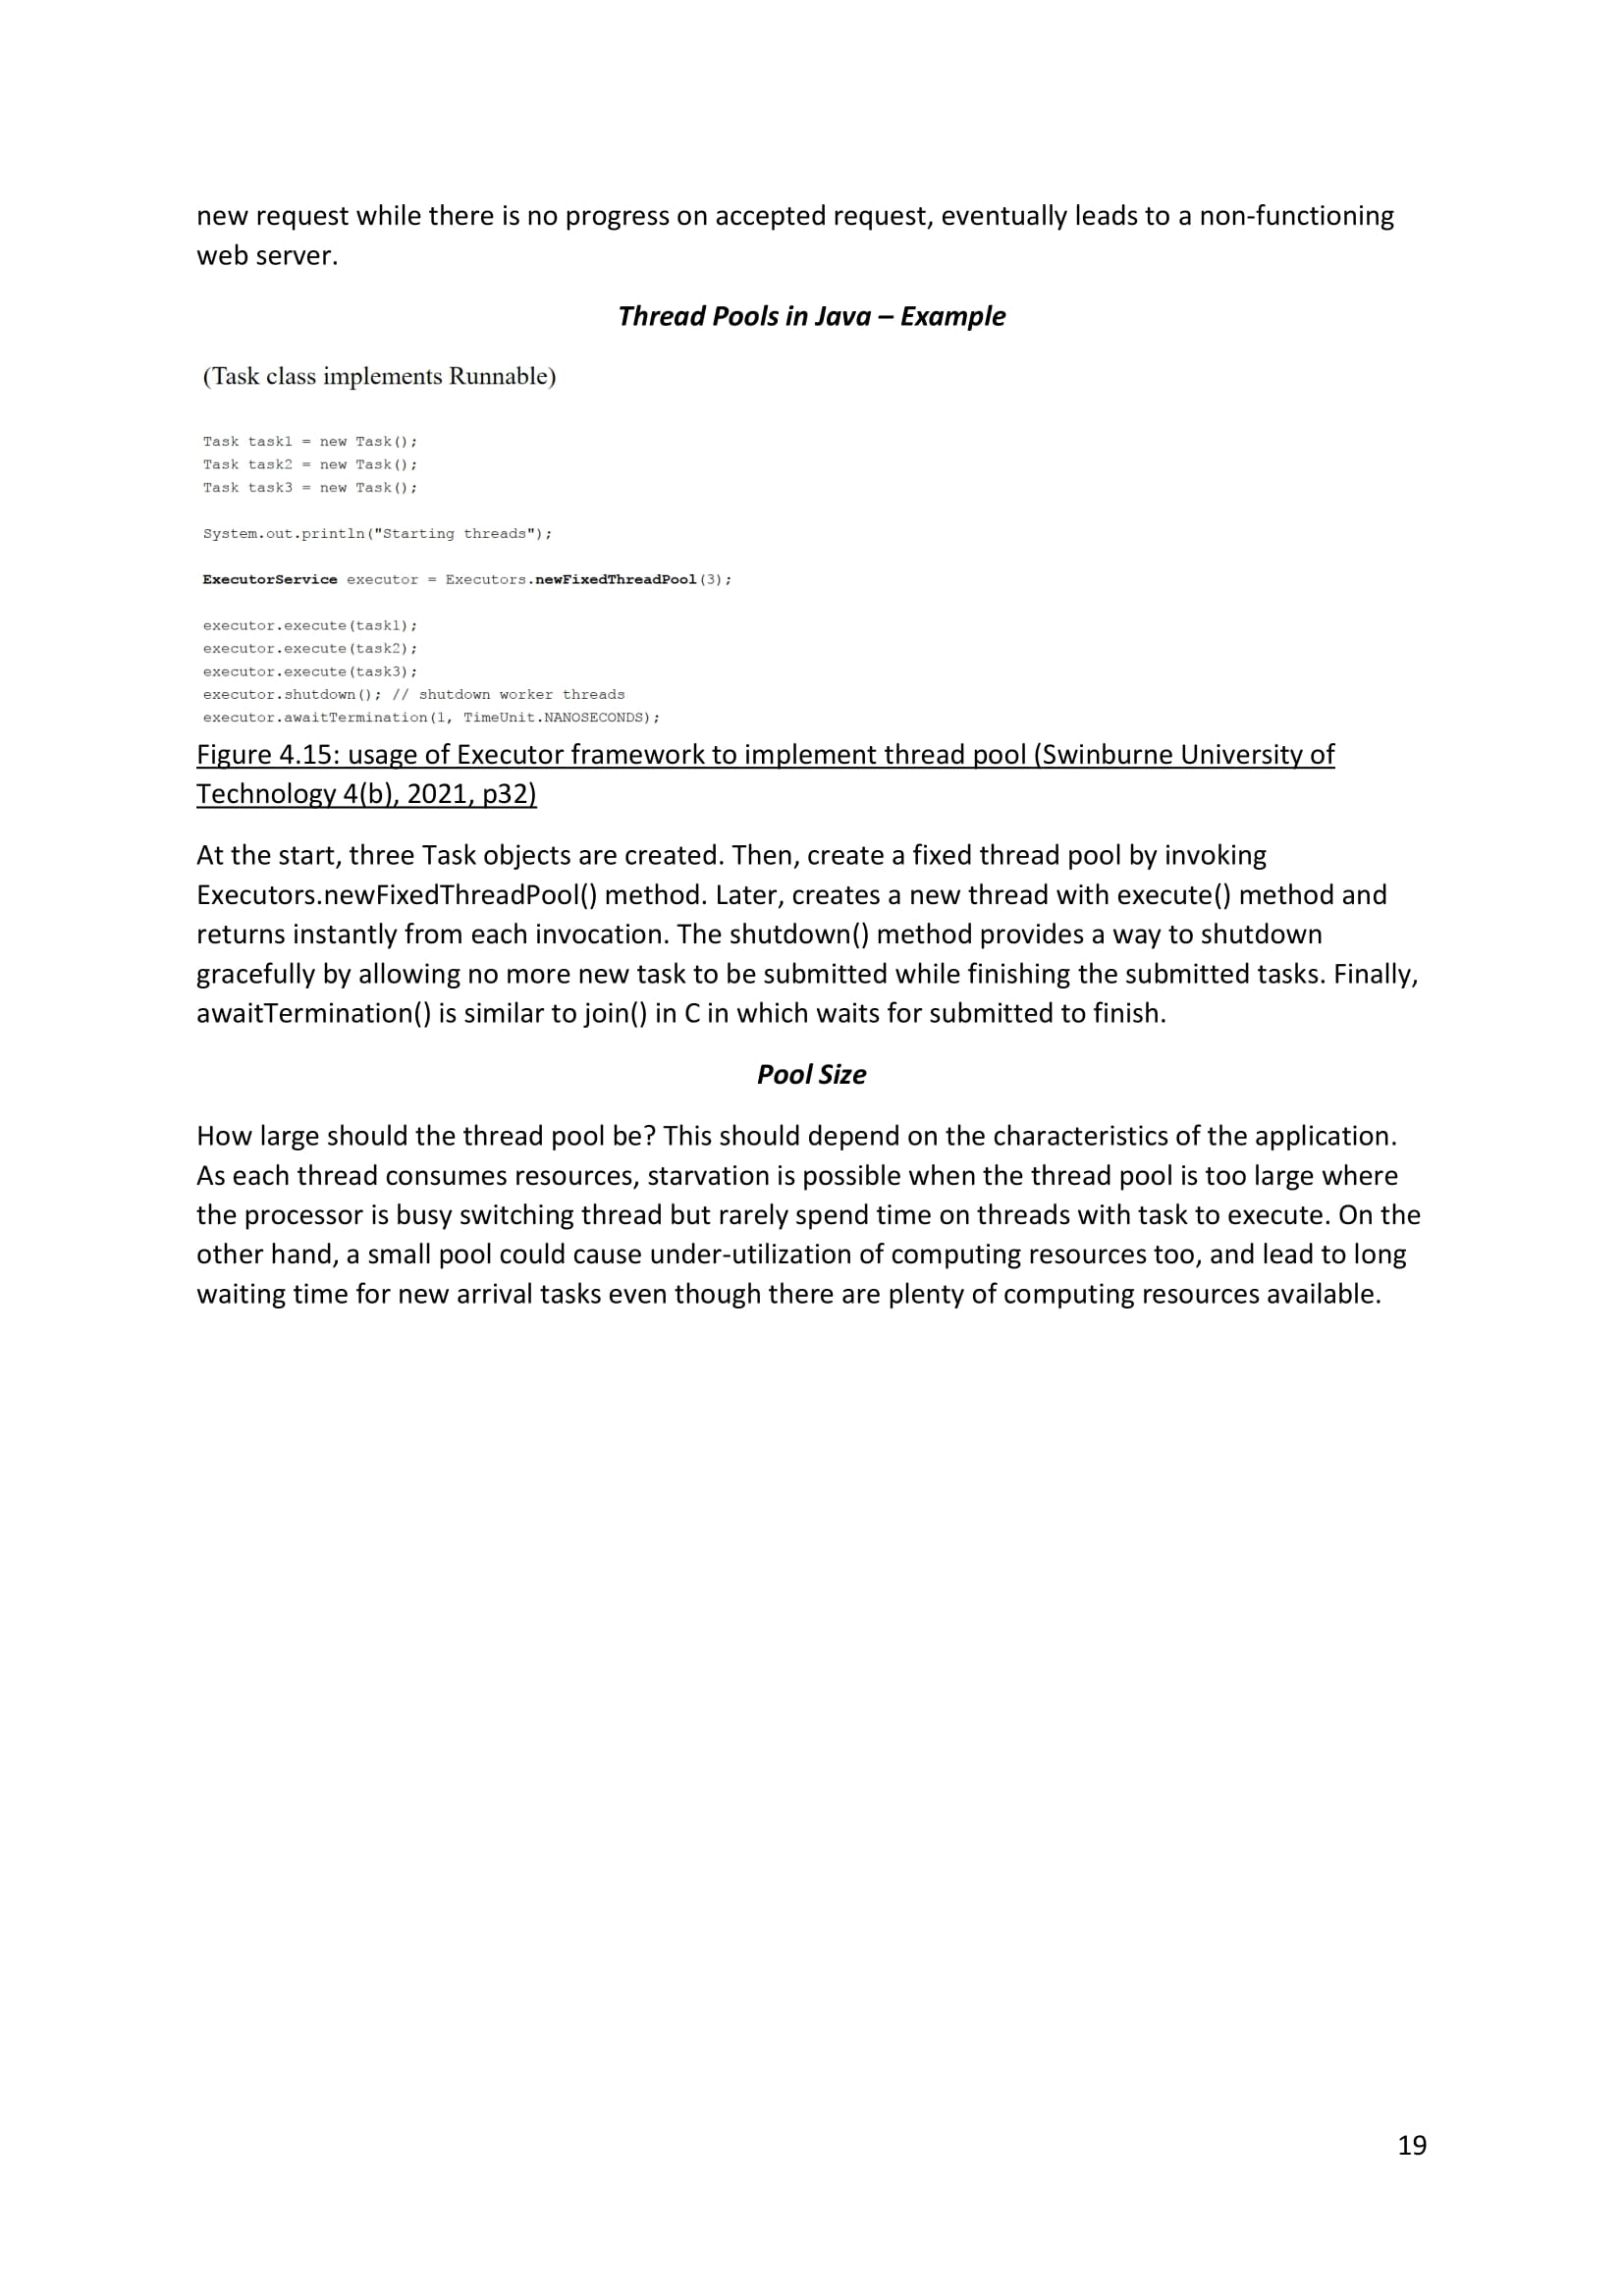 new request while there is no progress on accepted request, eventually leads to a non-functioning
web server.
Thread Pools in Java – Example
(Task class implements Runnable)
Task task1 = new Task();
Task task2 = new Task();
Task task3 = new Task();
System.out.println("Starting threads");
ExecutorService executor = Executors.newFixedThreadPool(3);
executor.execute(task1);
executor.execute(task2);
executor.execute(task3);
executor.shutdown(); // shutdown worker threads
executor.awaitTermination(1, TimeUnit.NANOSECONDS);
Figure 4.15: usage of Executor framework to implement thread pool (Swinburne University of
Technology 4(b), 2021, p32)
At the start, three Task objects are created. Then, create a fixed thread pool by invoking
Executors.newFixedThreadPool() method. Later, creates a new thread with execute() method and
returns instantly from each invocation. The shutdown() method provides a way to shutdown
gracefully by allowing no more new task to be submitted while finishing the submitted tasks. Finally,
awaitTermination() is similar to join() in C in which waits for submitted to finish.
Pool Size
How large should the thread pool be? This should depend on the characteristics of the application.
As each thread consumes resources, starvation is possible when the thread pool is too large where
the processor is busy switching thread but rarely spend time on threads with task to execute. On the
other hand, a small pool could cause under-utilization of computing resources too, and lead to long
waiting time for new arrival tasks even though there are plenty of computing resources available.
19